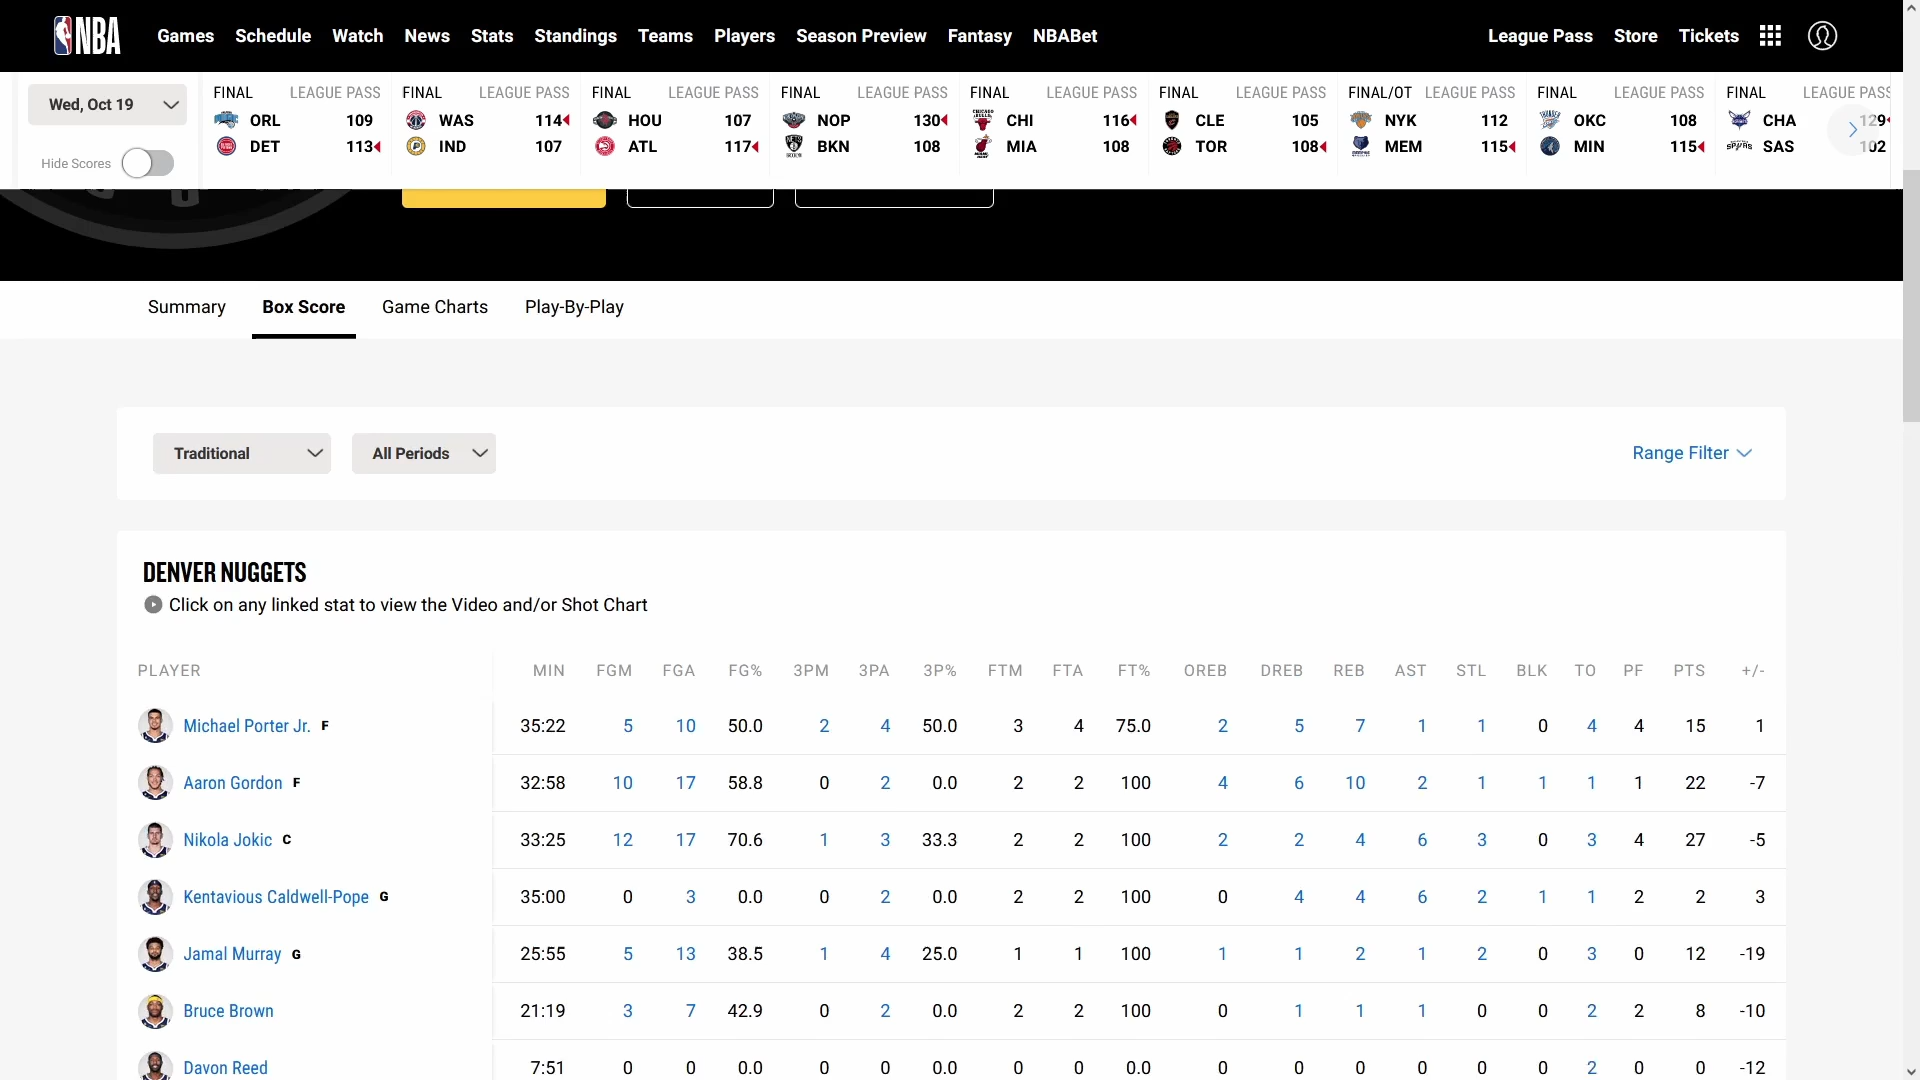 NBA Games Schedule Watch News Stats Standings Teams Players Season Preview Fantasy NBABet League Pass Store Tickets
Wed, Oct 19
Hide Scores
FINAL LEAGUE PASS
ORL 109
DET 113
FINAL LEAGUE PASS
WAS 114
IND 107
FINAL LEAGUE PASS
HOU 107
ATL 117
FINAL LEAGUE PASS
NOP 130
BKN 108
FINAL LEAGUE PASS
CHI 116
MIA 108
FINAL LEAGUE PASS
CLE 105
TOR 108
FINAL/OT LEAGUE PASS
NYK 112
MEM 115
FINAL LEAGUE PASS
OKC 108
MIN 115
FINAL LEAGUE PASS
CHA 129
SAS 102
Summary Box Score Game Charts Play-By-Play
Traditional All Periods Range Filter
DENVER NUGGETS
Click on any linked stat to view the Video and/or Shot Chart
PLAYER MIN FGM FGA FG% 3PM 3PA 3P% FTM FTA FT% OREB DREB REB AST STL BLK TO PF PTS +/-
Michael Porter Jr. F 35:22 5 10 50.0 2 4 50.0 3 4 75.0 2 5 7 1 1 0 4 4 15 1
Aaron Gordon F 32:58 10 17 58.8 0 2 0.0 2 2 100 4 6 10 2 1 1 1 1 22 -7
Nikola Jokic C 33:25 12 17 70.6 1 3 33.3 2 2 100 2 2 4 6 3 0 3 4 27 -5
Kentavious Caldwell-Pope G 35:00 0 3 0.0 0 2 0.0 2 2 100 0 4 4 6 2 1 1 2 2 3
Jamal Murray G 25:55 5 13 38.5 1 4 25.0 1 1 100 1 1 2 1 2 0 3 0 12 -19
Bruce Brown 21:19 3 7 42.9 0 2 0.0 2 2 100 0 1 1 1 0 0 2 2 8 -10
Davon Reed 7:51 0 0 0.0 0 0 0.0 0 0 0.0 0 0 0 0 0 0 2 0 0 -12